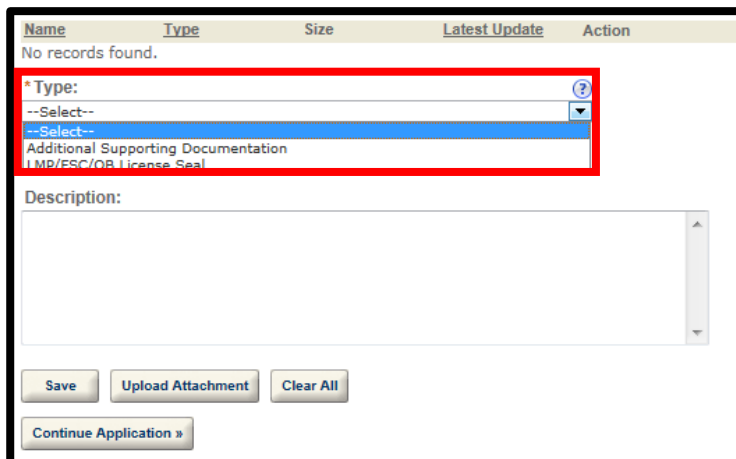 Name Type Size Latest Update Action
No records found.
*Type: ?
--Select--
--Select--
Additional Supporting Documentation
LMP/FSC/OB License Seal
Description:
Save Upload Attachment Clear All
Continue Application »